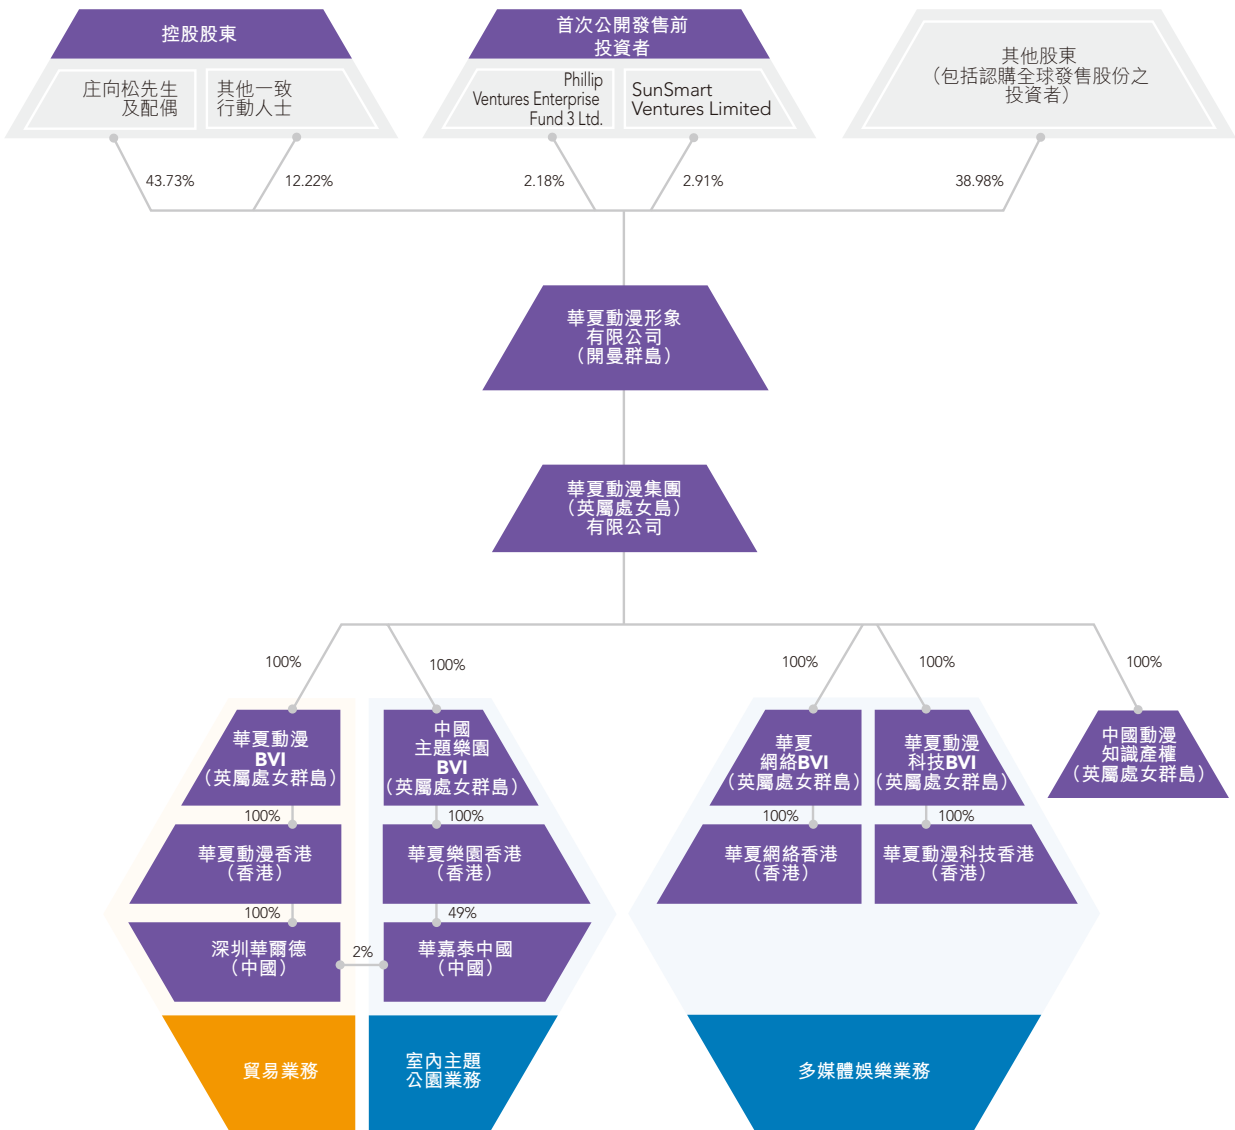 控股股東
庄向松先生
及配偶
其他一致
行動人士
首次公開發售前
投資者
Phillip
Ventures Enterprise
Fund 3 Ltd.
SunSmart
Ventures Limited
其他股東
（包括認購全球發售股份之
投資者）
43.73%
12.22%
2.18%
2.91%
38.98%
華夏動漫形象
有限公司
（開曼群島）
華夏動漫集團
（英屬處女島）
有限公司
100%
100%
100%
100%
100%
華夏動漫
BVI
（英屬處女群島）
中國
主題樂園
BVI
（英屬處女群島）
華夏
網絡BVI
（英屬處女群島）
華夏動漫
科技BVI
（英屬處女群島）
中國動漫
知識產權
（英屬處女群島）
100%
100%
100%
100%
華夏動漫香港
（香港）
華夏樂園香港
（香港）
華夏網絡香港
（香港）
華夏動漫科技香港
（香港）
100%
49%
深圳華爾德
（中國）
2%
華嘉泰中國
（中國）
貿易業務
室內主題
公園業務
多媒體娛樂業務